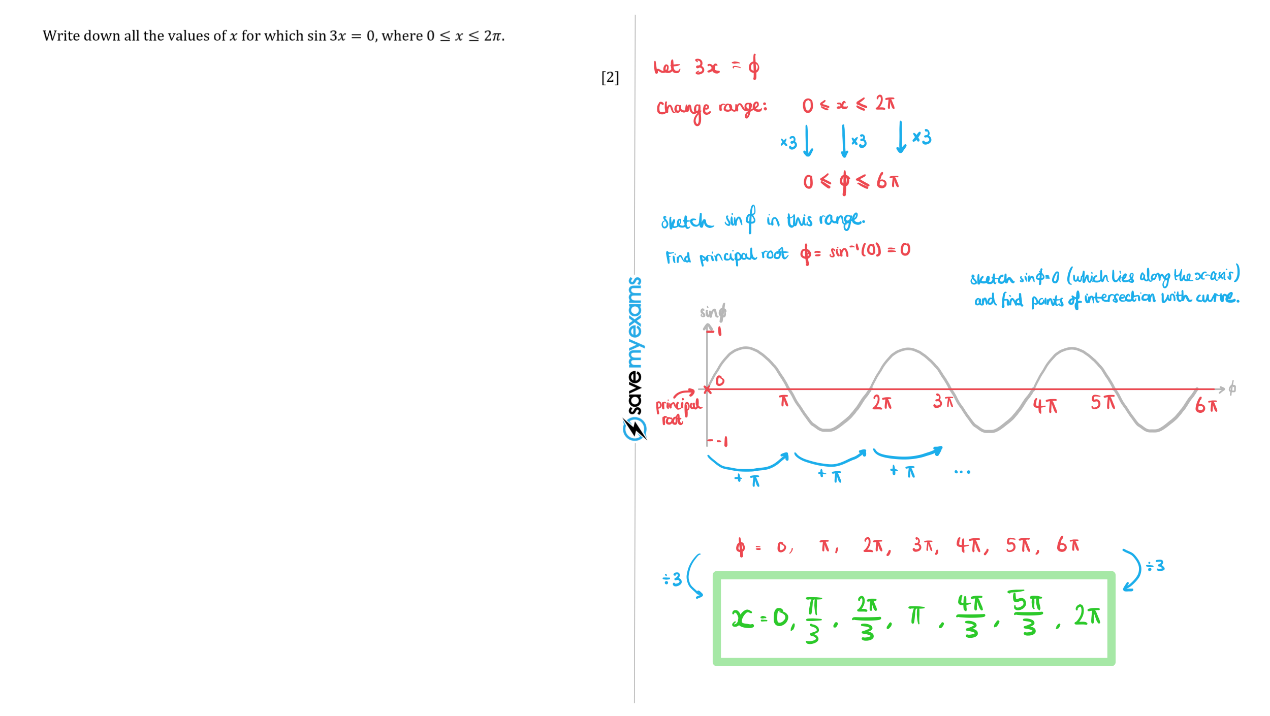 Write down all the values of x for which sin 3x = 0, where 0 ≤ x ≤ 2π.
[2]
Let 3x = ϕ
Change range: 0 ⩽ x ⩽ 2π
×3 ×3 ×3
0 ⩽ ϕ ⩽ 6π
Sketch sinϕ in this range.
Find principal root ϕ = sin⁻¹(0) = 0
Sketch sinϕ=0 (which lies along the x-axis)
and find points of intersection with curve.
save my exams
sinϕ
1
0
ϕ
principal
root
π 2π 3π 4π 5π 6π
-1
+ π + π + π ...
ϕ = 0, π, 2π, 3π, 4π, 5π, 6π
÷3 ÷3
x = 0, π/3, 2π/3, π, 4π/3, 5π/3, 2π